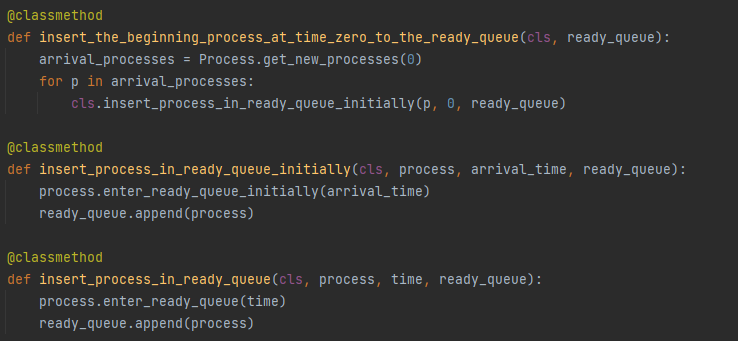 @classmethod
def insert_the_beginning_process_at_time_zero_to_the_ready_queue(cls, ready_queue):
    arrival_processes = Process.get_new_processes(0)
    for p in arrival_processes:
        cls.insert_process_in_ready_queue_initially(p, 0, ready_queue)

@classmethod
def insert_process_in_ready_queue_initially(cls, process, arrival_time, ready_queue):
    process.enter_ready_queue_initially(arrival_time)
    ready_queue.append(process)

@classmethod
def insert_process_in_ready_queue(cls, process, time, ready_queue):
    process.enter_ready_queue(time)
    ready_queue.append(process)